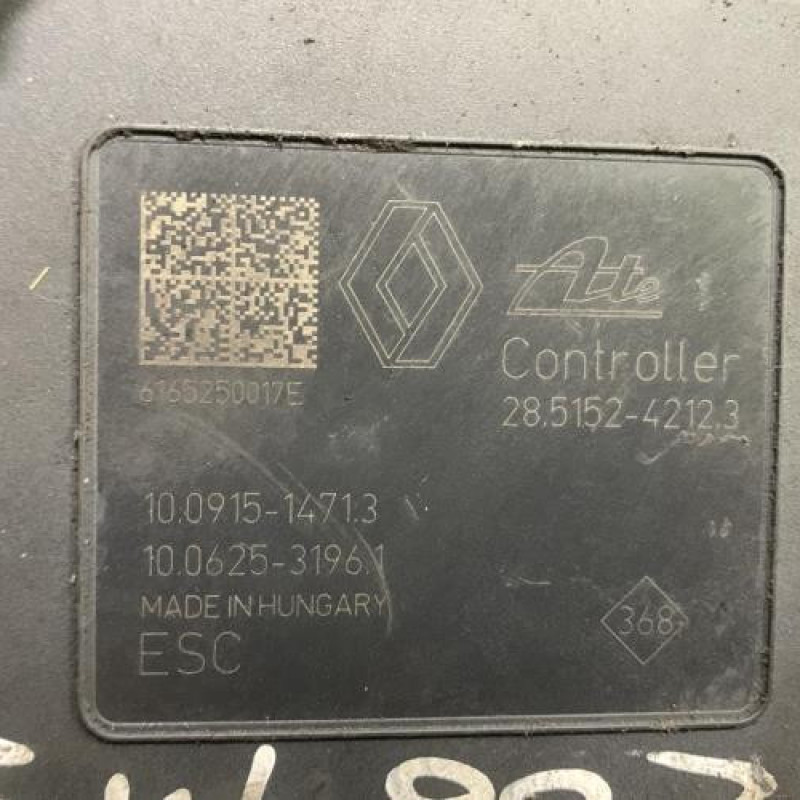 Ate
Controller
6165250017E
28.5152-4212.3
10.0915-1471.3
10.0625-3196.1
MADE IN HUNGARY
368
ESC